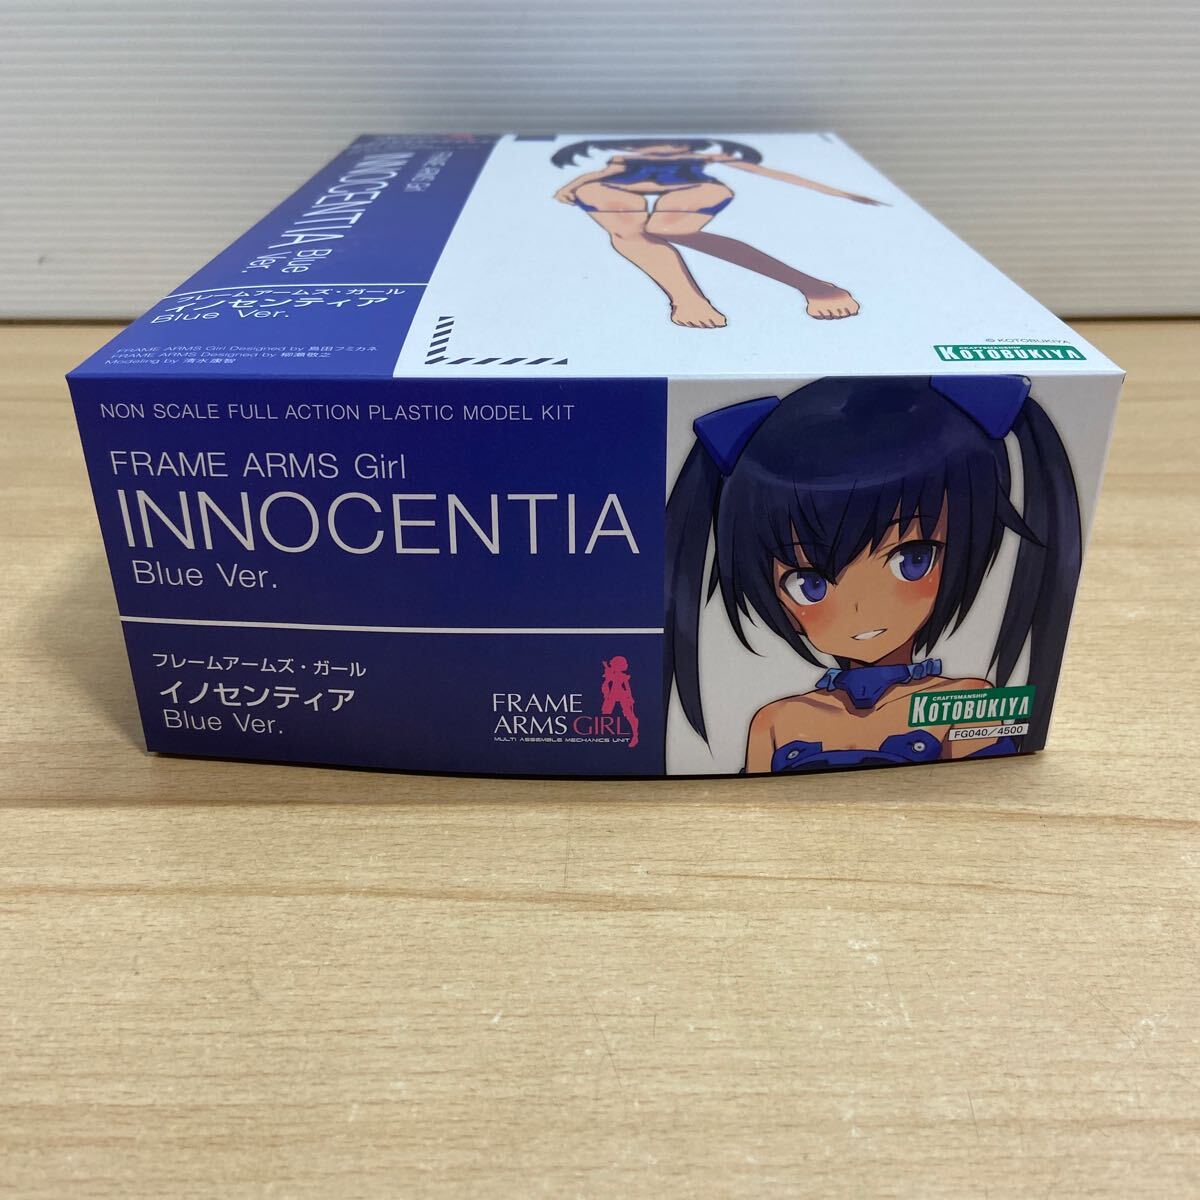 FRAME ARMS Girl
INNOCENTIA
Blue
Ver.
フレームアームズ・ガール
イノセンティア
Blue Ver.
FRAME ARMS Girl Designed by 島田フミカネ
FRAME ARMS Designed by 柳瀬敬之
Modeling by 清水康智
© KOTOBUKIYA
CRAFTSMANSHIP
KOTOBUKIYA
NON SCALE FULL ACTION PLASTIC MODEL KIT
FRAME ARMS Girl
INNOCENTIA
Blue Ver.
フレームアームズ・ガール
イノセンティア
Blue Ver.
FRAME
ARMS GIRL
MULTI ASSEMBLE MECHANICS UNIT
CRAFTSMANSHIP
KOTOBUKIYA
FG040/4500